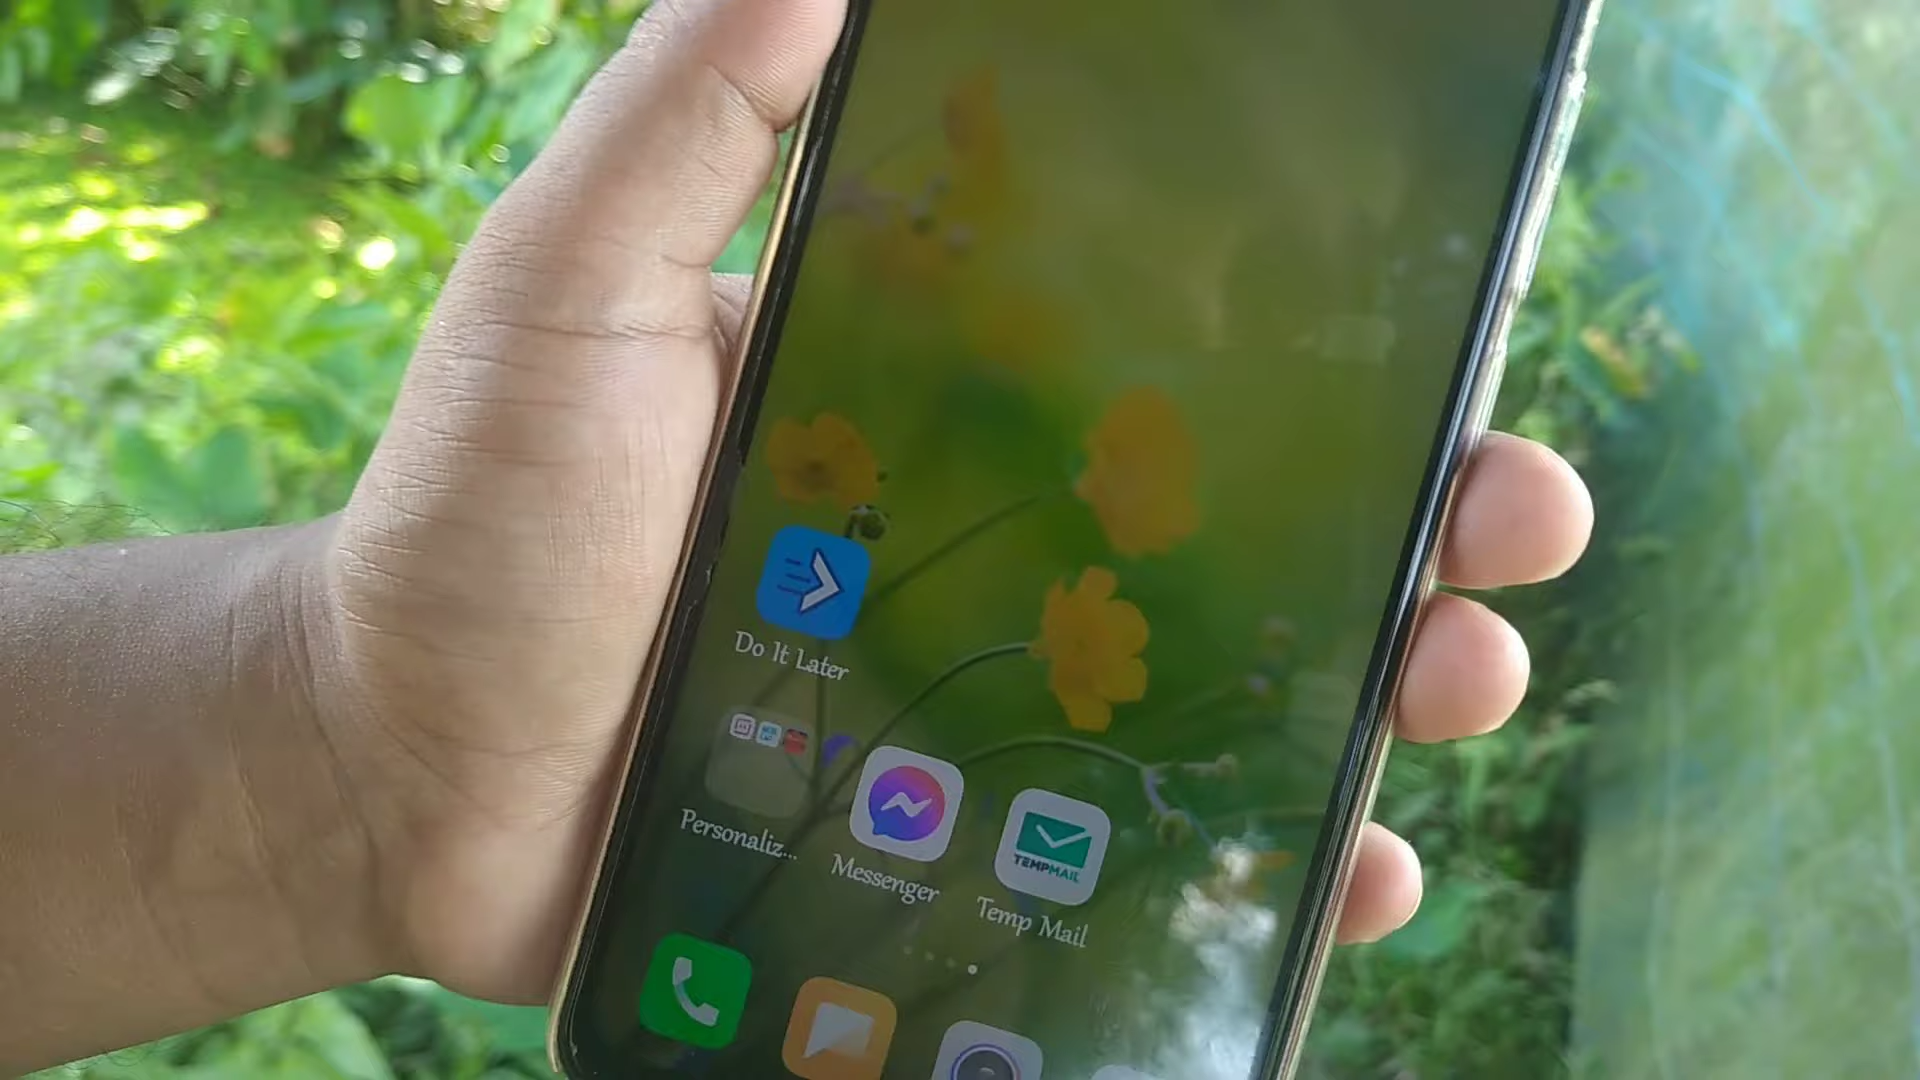 Do It Later
Personaliz...
Messenger
TEMPMAIL
Temp Mail